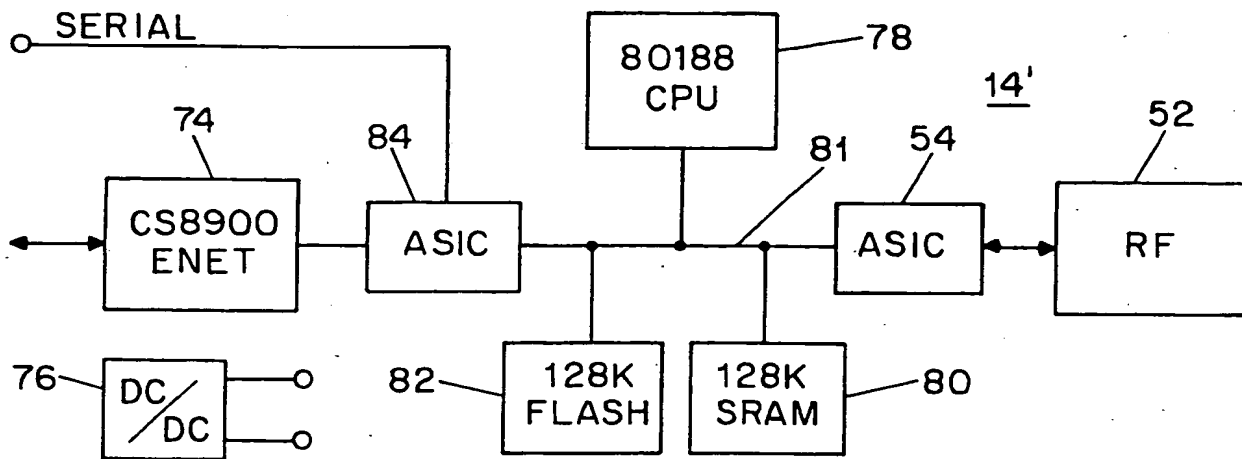 SERIAL
80188
CPU
78
14'
74
84
81
54
52
CS8900
ENET
ASIC
ASIC
RF
76
DC/DC
82
128K
FLASH
128K
SRAM
80